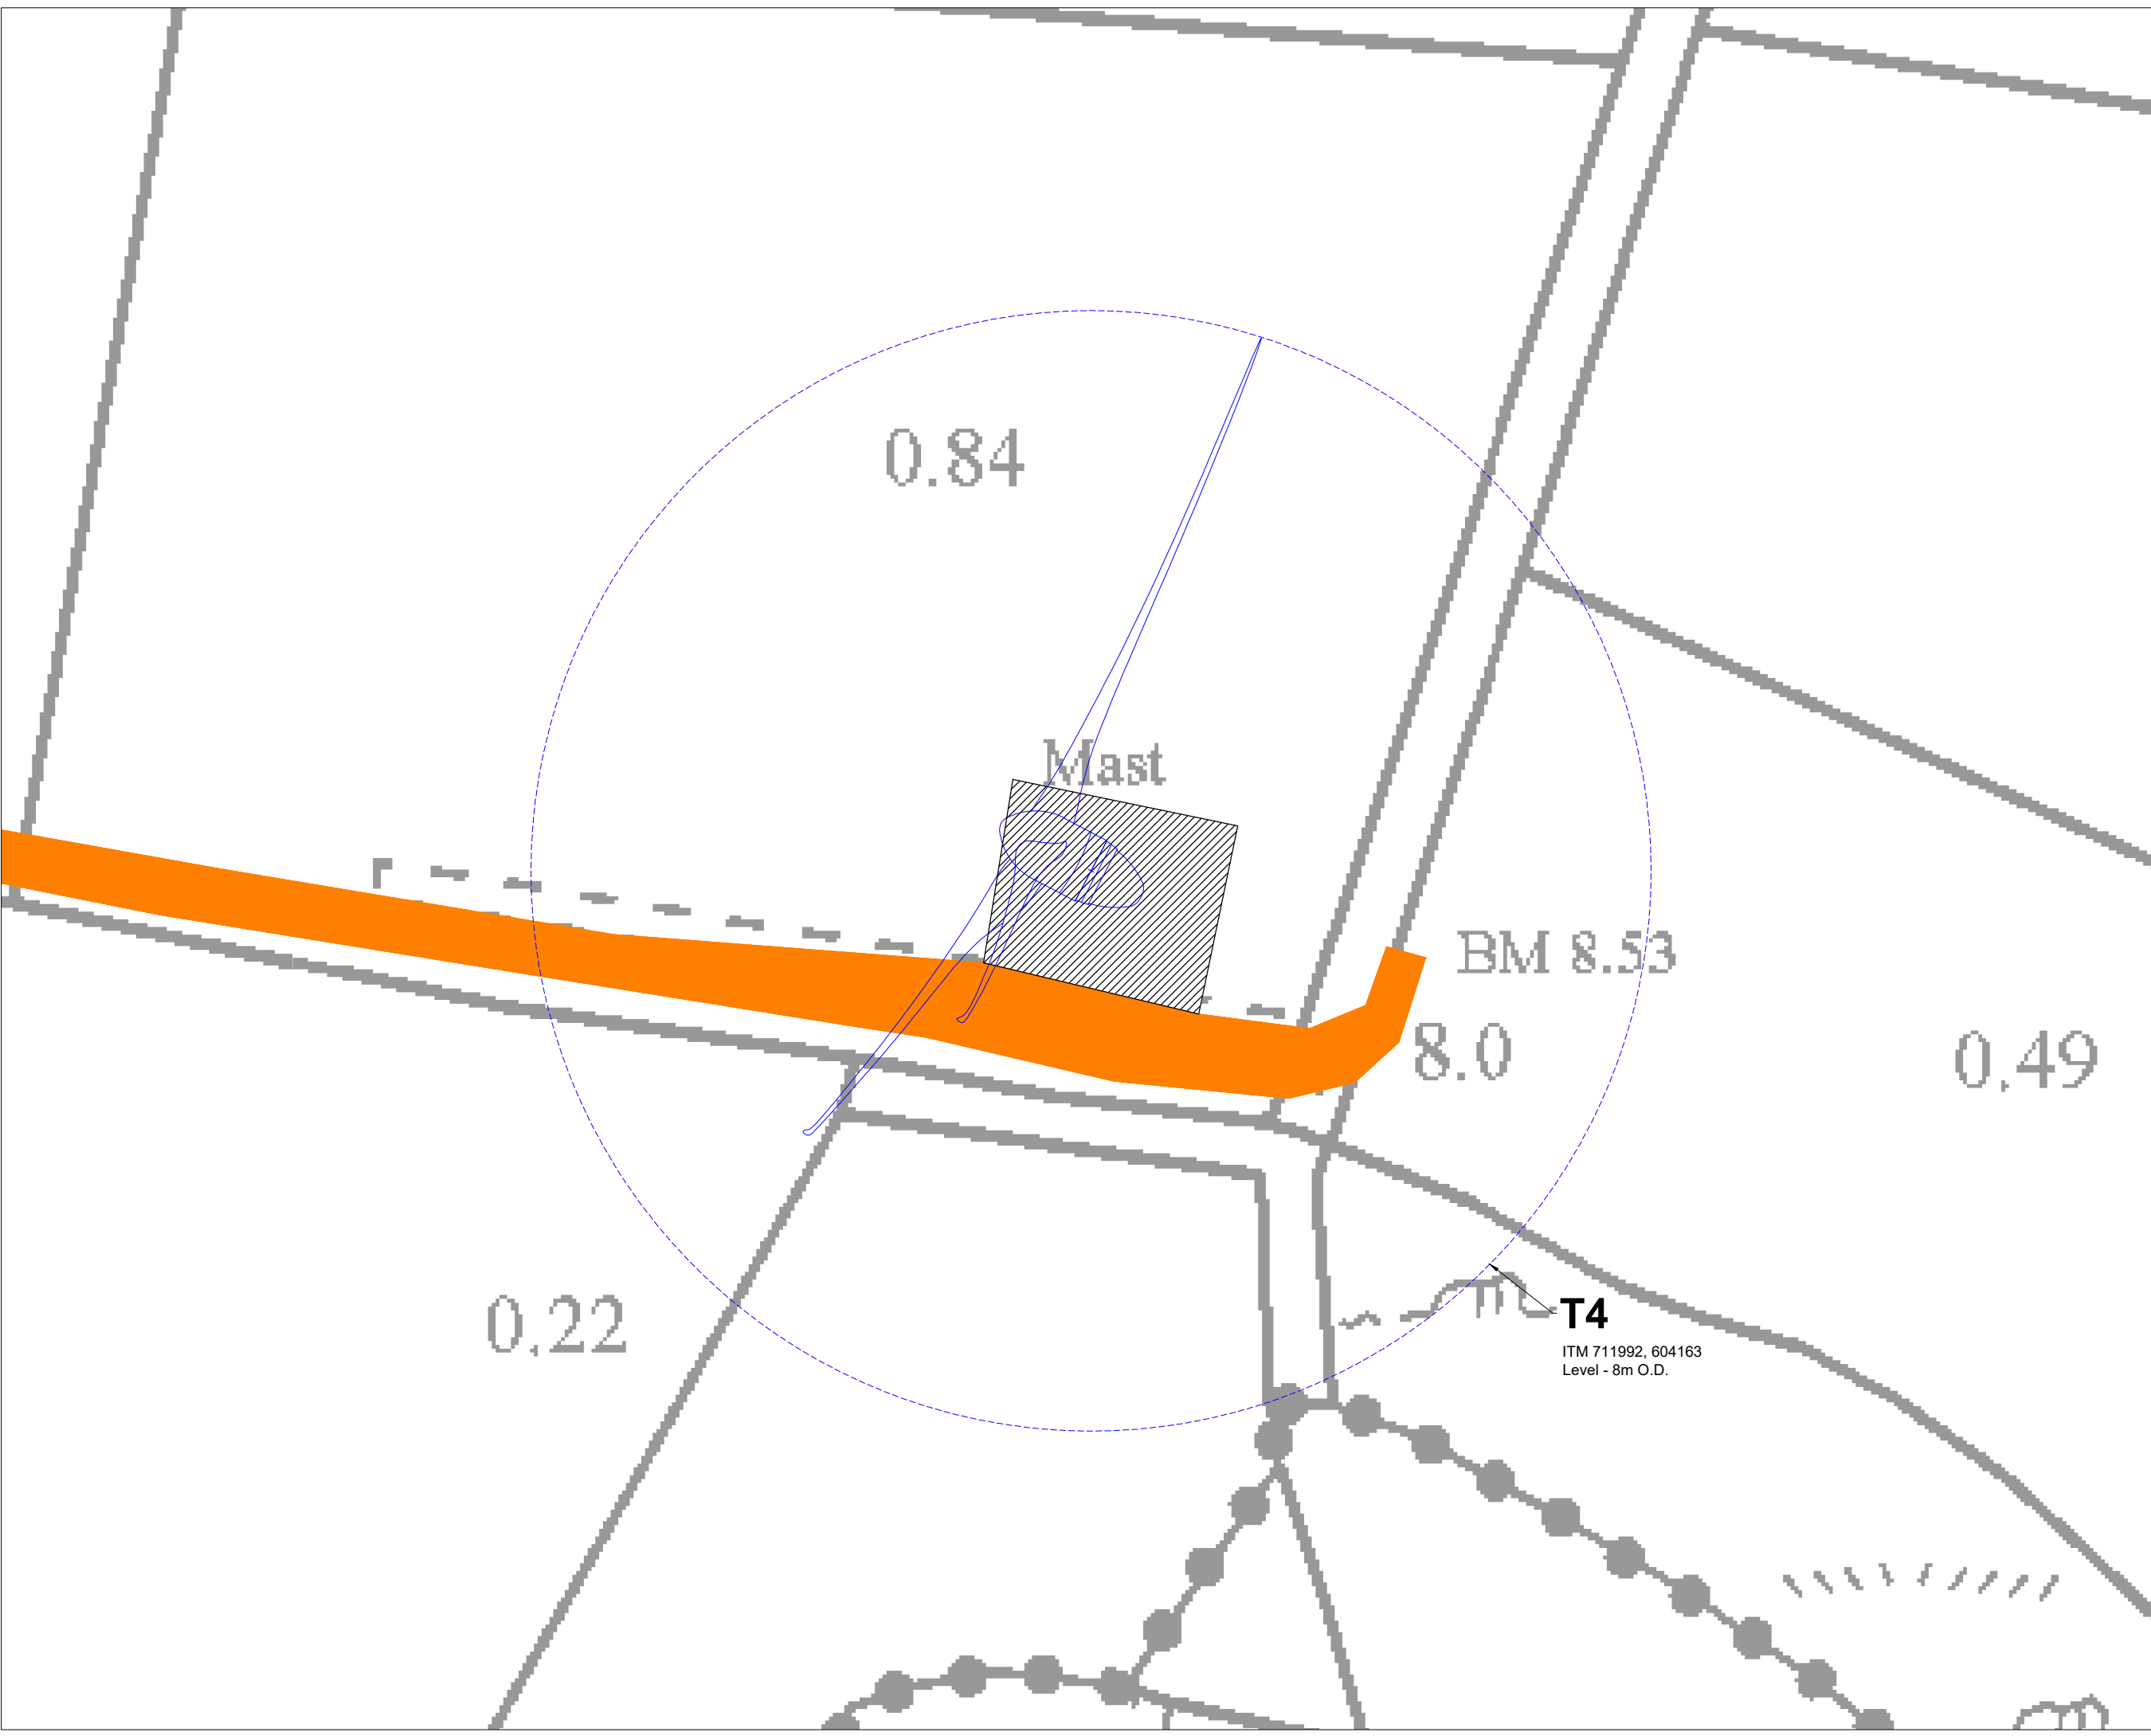 0.84
Mast
BM 8.53
8.0
0.49
0.22
T4
ITM 711992, 604163
Level - 8m O.D.